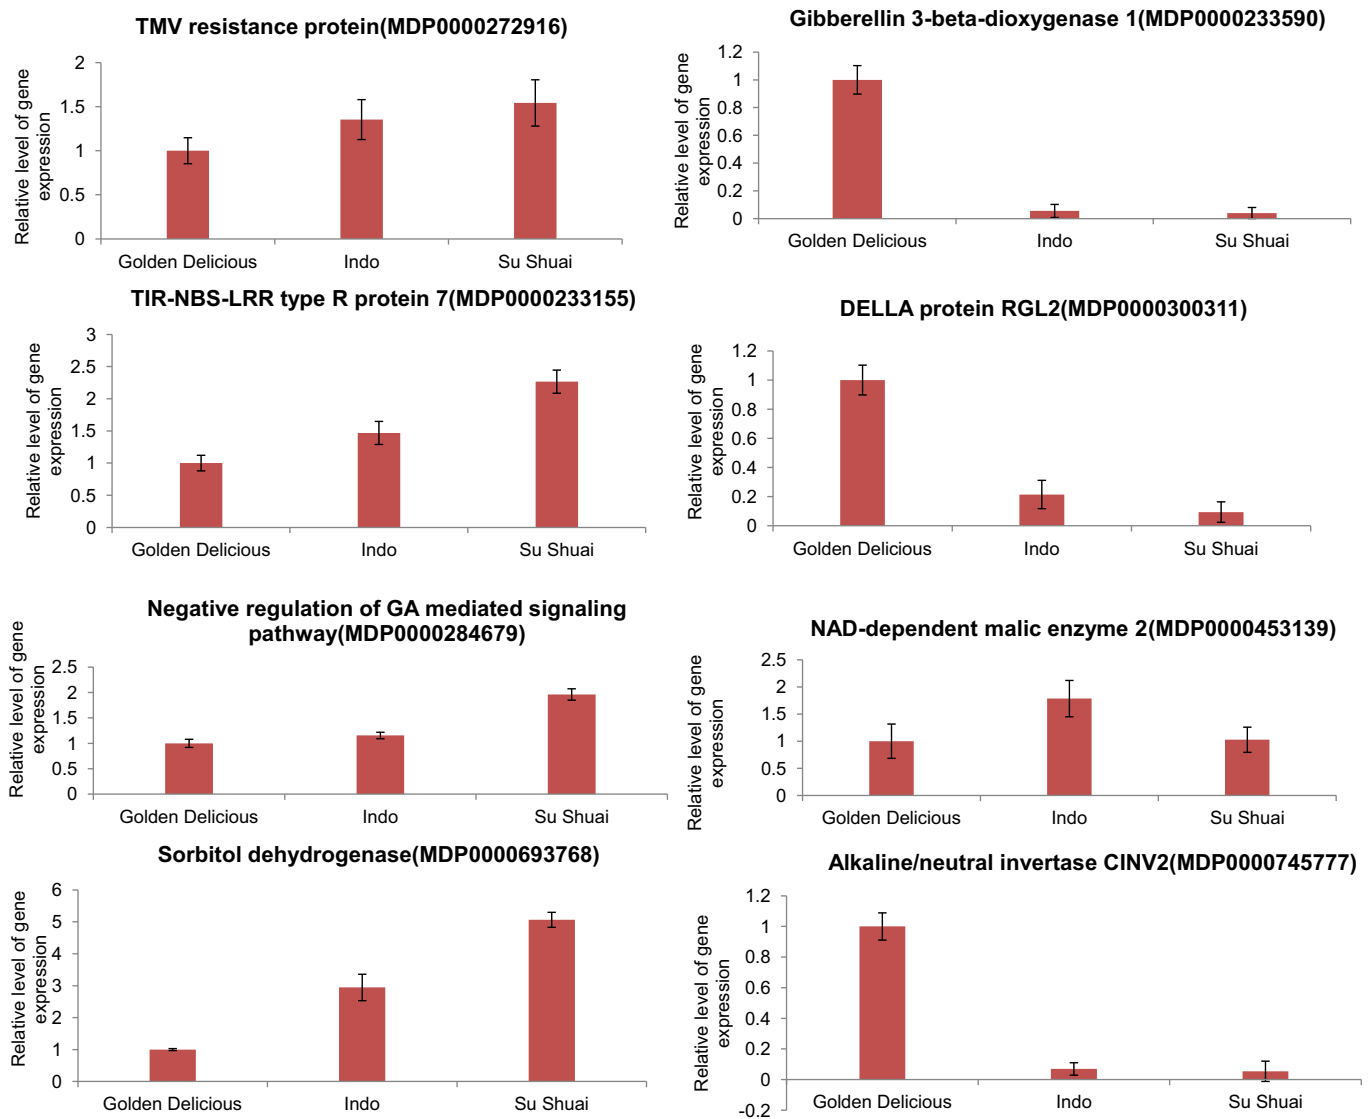 TMV resistance protein(MDP0000272916)
Relative level of gene
expression
2
1.5
1
0.5
0
Golden Delicious
Indo
Su Shuai
Gibberellin 3-beta-dioxygenase 1(MDP0000233590)
Relative level of gene
expression
1.2
1
0.8
0.6
0.4
0.2
0
Golden Delicious
Indo
Su Shuai
TIR-NBS-LRR type R protein 7(MDP0000233155)
Relative level of gene
expression
3
2.5
2
1.5
1
0.5
0
Golden Delicious
Indo
Su Shuai
DELLA protein RGL2(MDP0000300311)
Relative level of gene
expression
1.2
1
0.8
0.6
0.4
0.2
0
Golden Delicious
Indo
Su Shuai
Negative regulation of GA mediated signaling
pathway(MDP0000284679)
Relative level of gene
expression
2.5
2
1.5
1
0.5
0
Golden Delicious
Indo
Su Shuai
NAD-dependent malic enzyme 2(MDP0000453139)
Relative level of gene
expression
2.5
2
1.5
1
0.5
0
Golden Delicious
Indo
Su Shuai
Sorbitol dehydrogenase(MDP0000693768)
Relative level of gene
expression
6
5
4
3
2
1
0
Golden Delicious
Indo
Su Shuai
Alkaline/neutral invertase CINV2(MDP0000745777)
Relative level of gene
expression
1.2
1
0.8
0.6
0.4
0.2
0
-0.2
Golden Delicious
Indo
Su Shuai